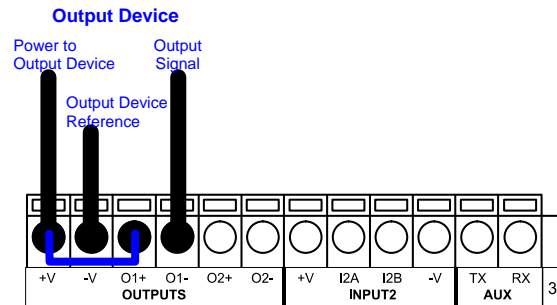 Output Device
Power to
Output Device
Output
Signal
Output Device
Reference
+V -V O1+ O1- O2+ O2- +V I2A I2B -V TX RX
OUTPUTS INPUT2 AUX 3